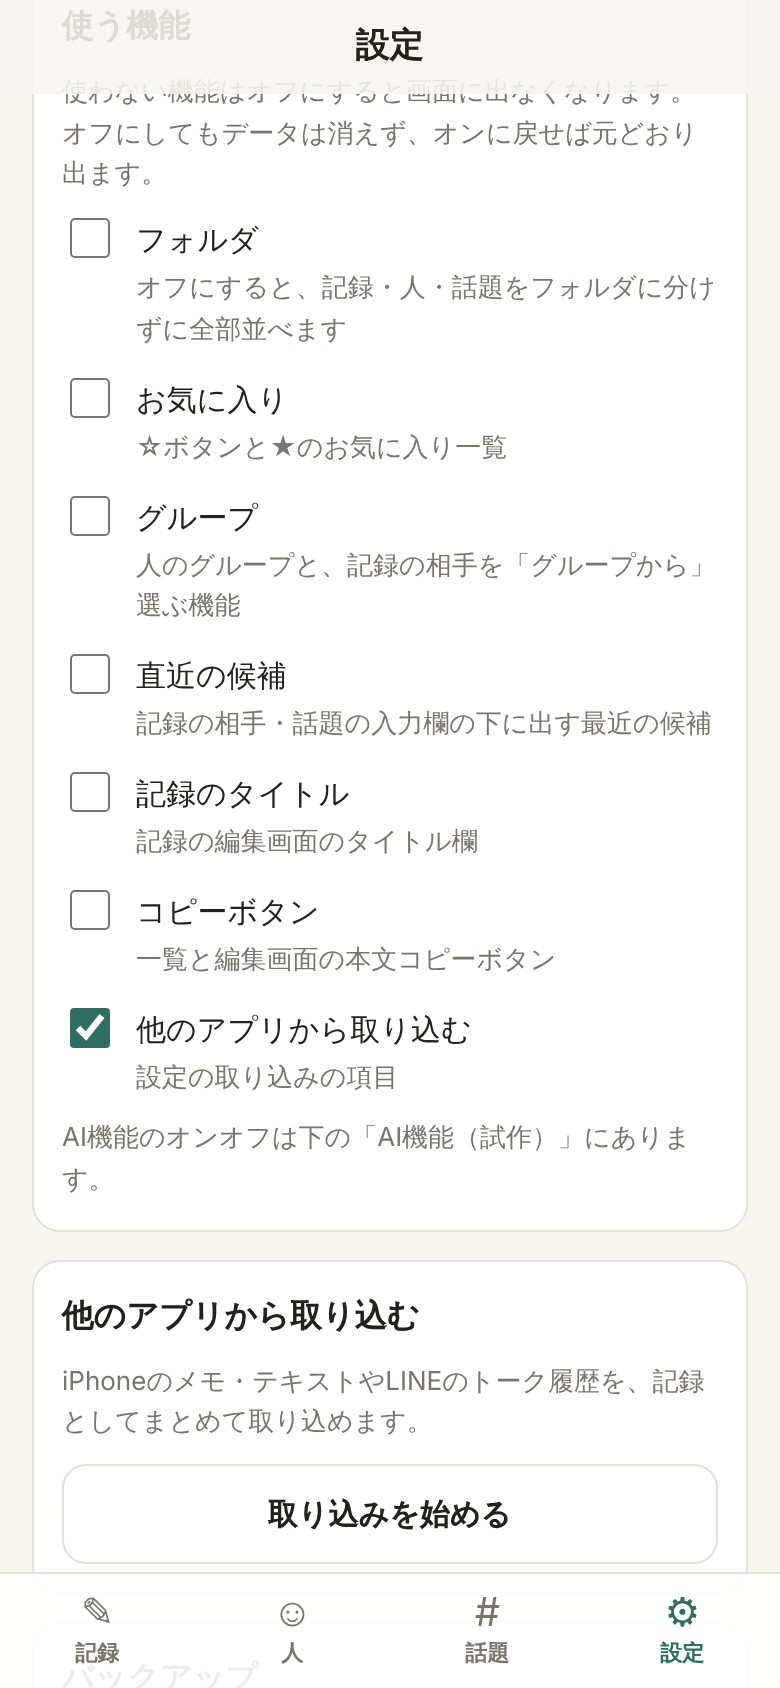 使う機能
設定
使わない機能はオフにすると画面に出なくなります。
オフにしてもデータは消えず、オンに戻せば元どおり
出ます。
フォルダ
オフにすると、記録・人・話題をフォルダに分け
ずに全部並べます
お気に入り
☆ボタンと★のお気に入り一覧
グループ
人のグループと、記録の相手を「グループから」
選ぶ機能
直近の候補
記録の相手・話題の入力欄の下に出す最近の候補
記録のタイトル
記録の編集画面のタイトル欄
コピーボタン
一覧と編集画面の本文コピーボタン
他のアプリから取り込む
設定の取り込みの項目
AI機能のオンオフは下の「AI機能（試作）」にありま
す。
他のアプリから取り込む
iPhoneのメモ・テキストやLINEのトーク履歴を、記録
としてまとめて取り込めます。
取り込みを始める
記録
人
#
話題
設定
バックアップ